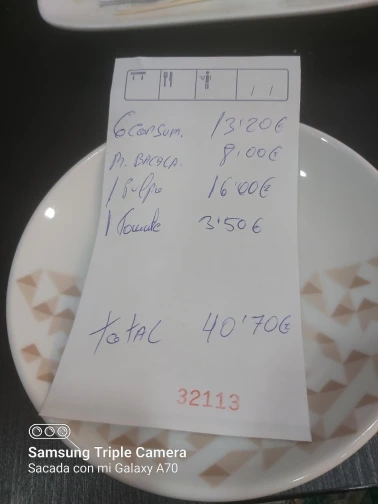 6 consum. 13'20€
M. BRAVA. 8'00€
1 Pulpo 16'00€
1 Tomate 3'50€
TOTAL 40'70€
32113
Samsung Triple Camera
Sacada con mi Galaxy A70